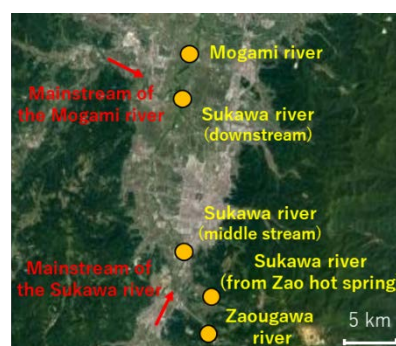 Mogami river
Mainstream of
the Mogami river
Sukawa river
(downstream)
Sukawa river
(middle stream)
Mainstream of
the Sukawa river
Sukawa river
(from Zao hot spring)
Zaougawa
river
5 km